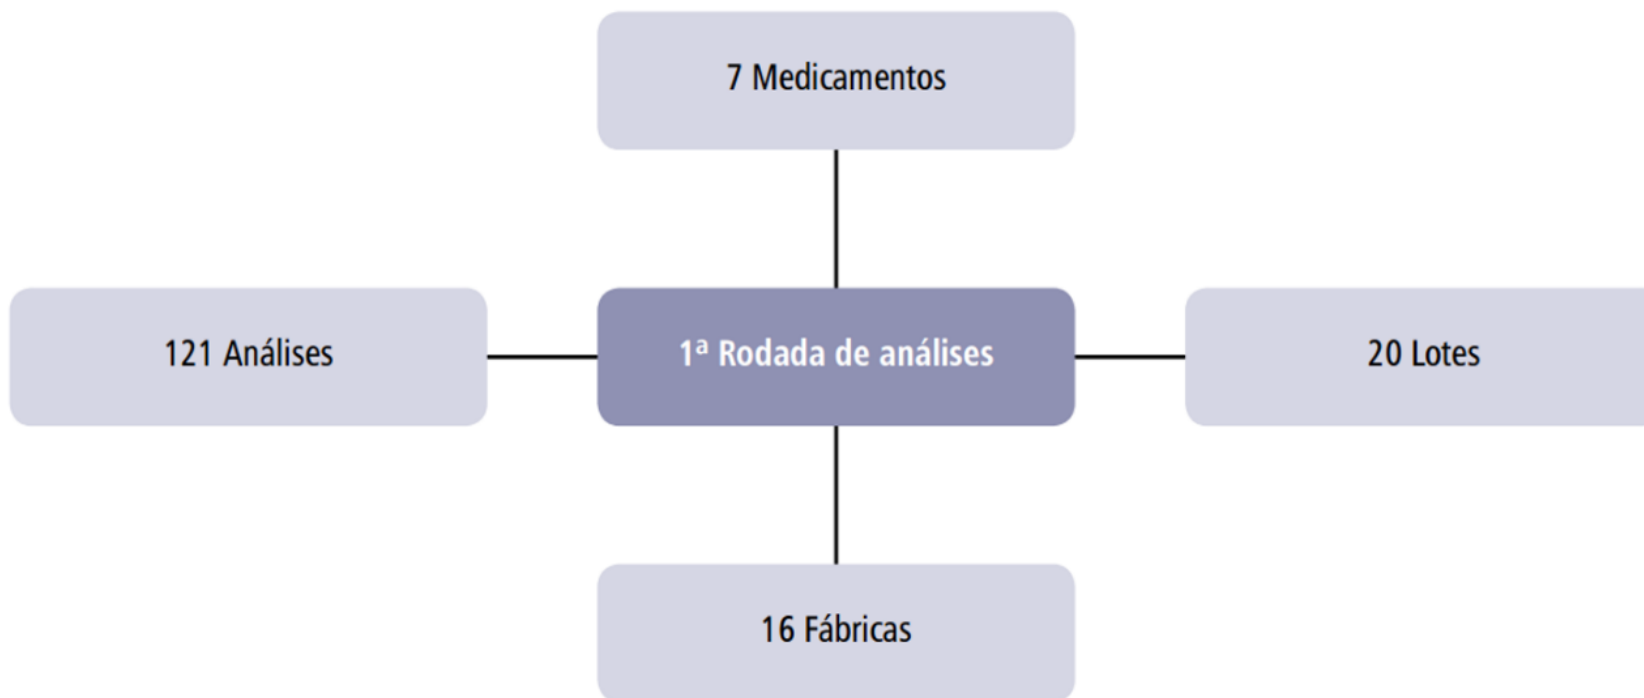 7 Medicamentos
121 Análises
1ª Rodada de análises
20 Lotes
16 Fábricas